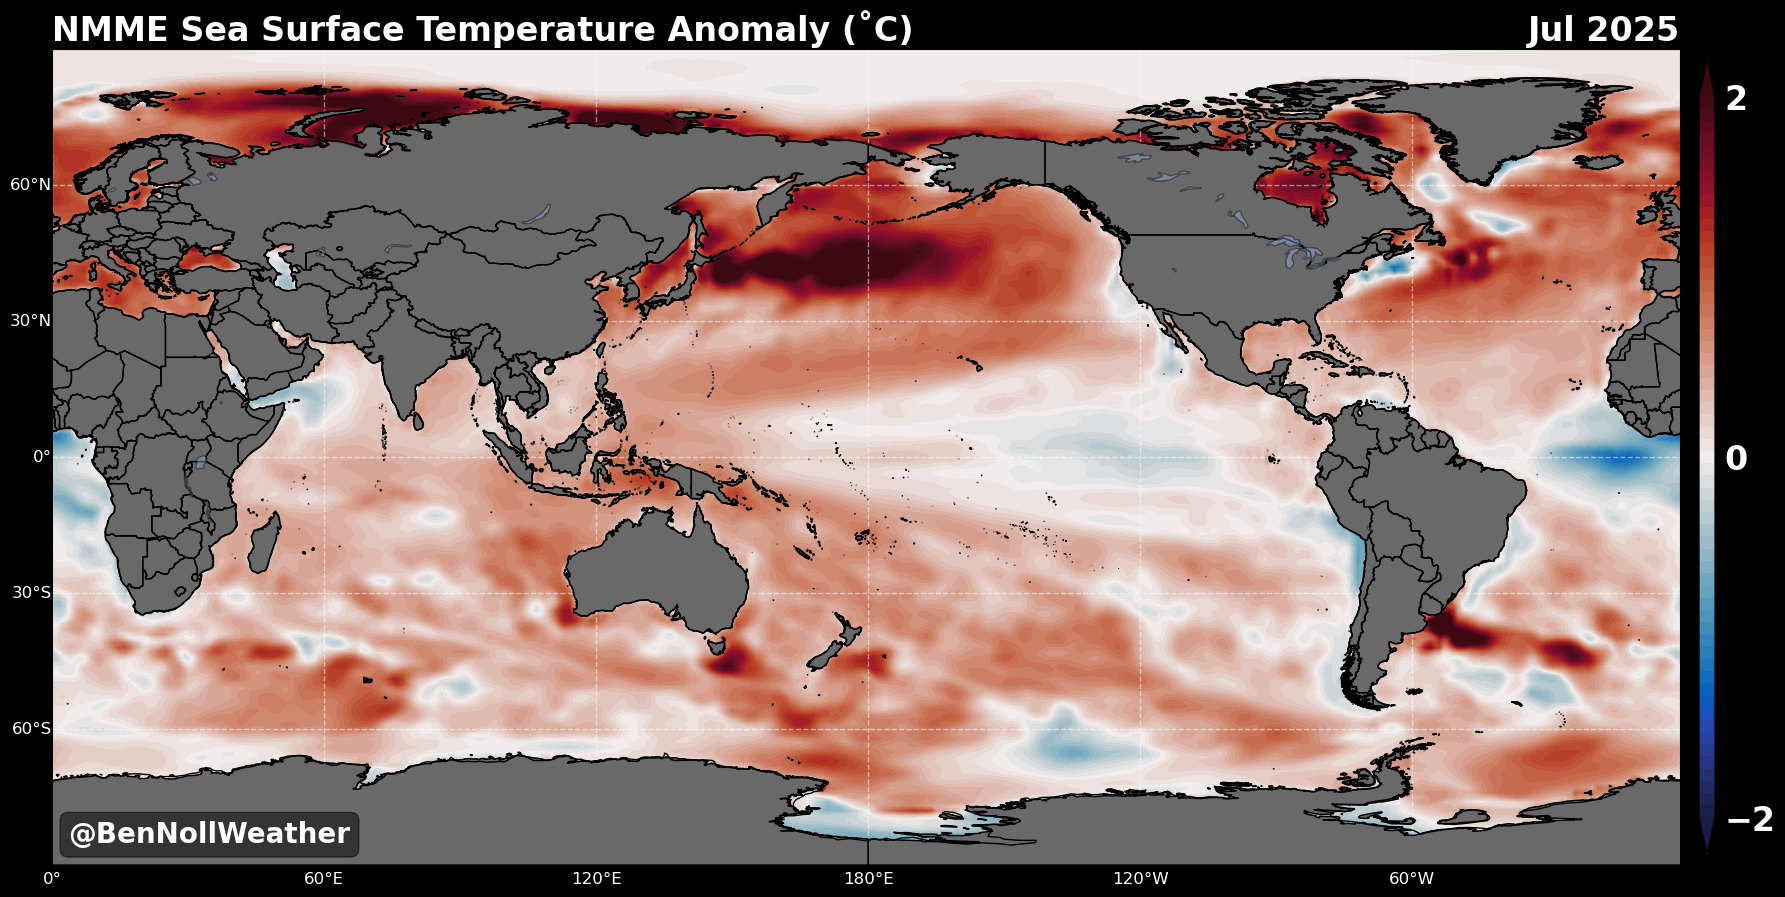 NMME Sea Surface Temperature Anomaly (˚C)
Jul 2025
2
0
−2
60°N
30°N
0°
30°S
60°S
@BenNollWeather
0°
60°E
120°E
180°E
120°W
60°W